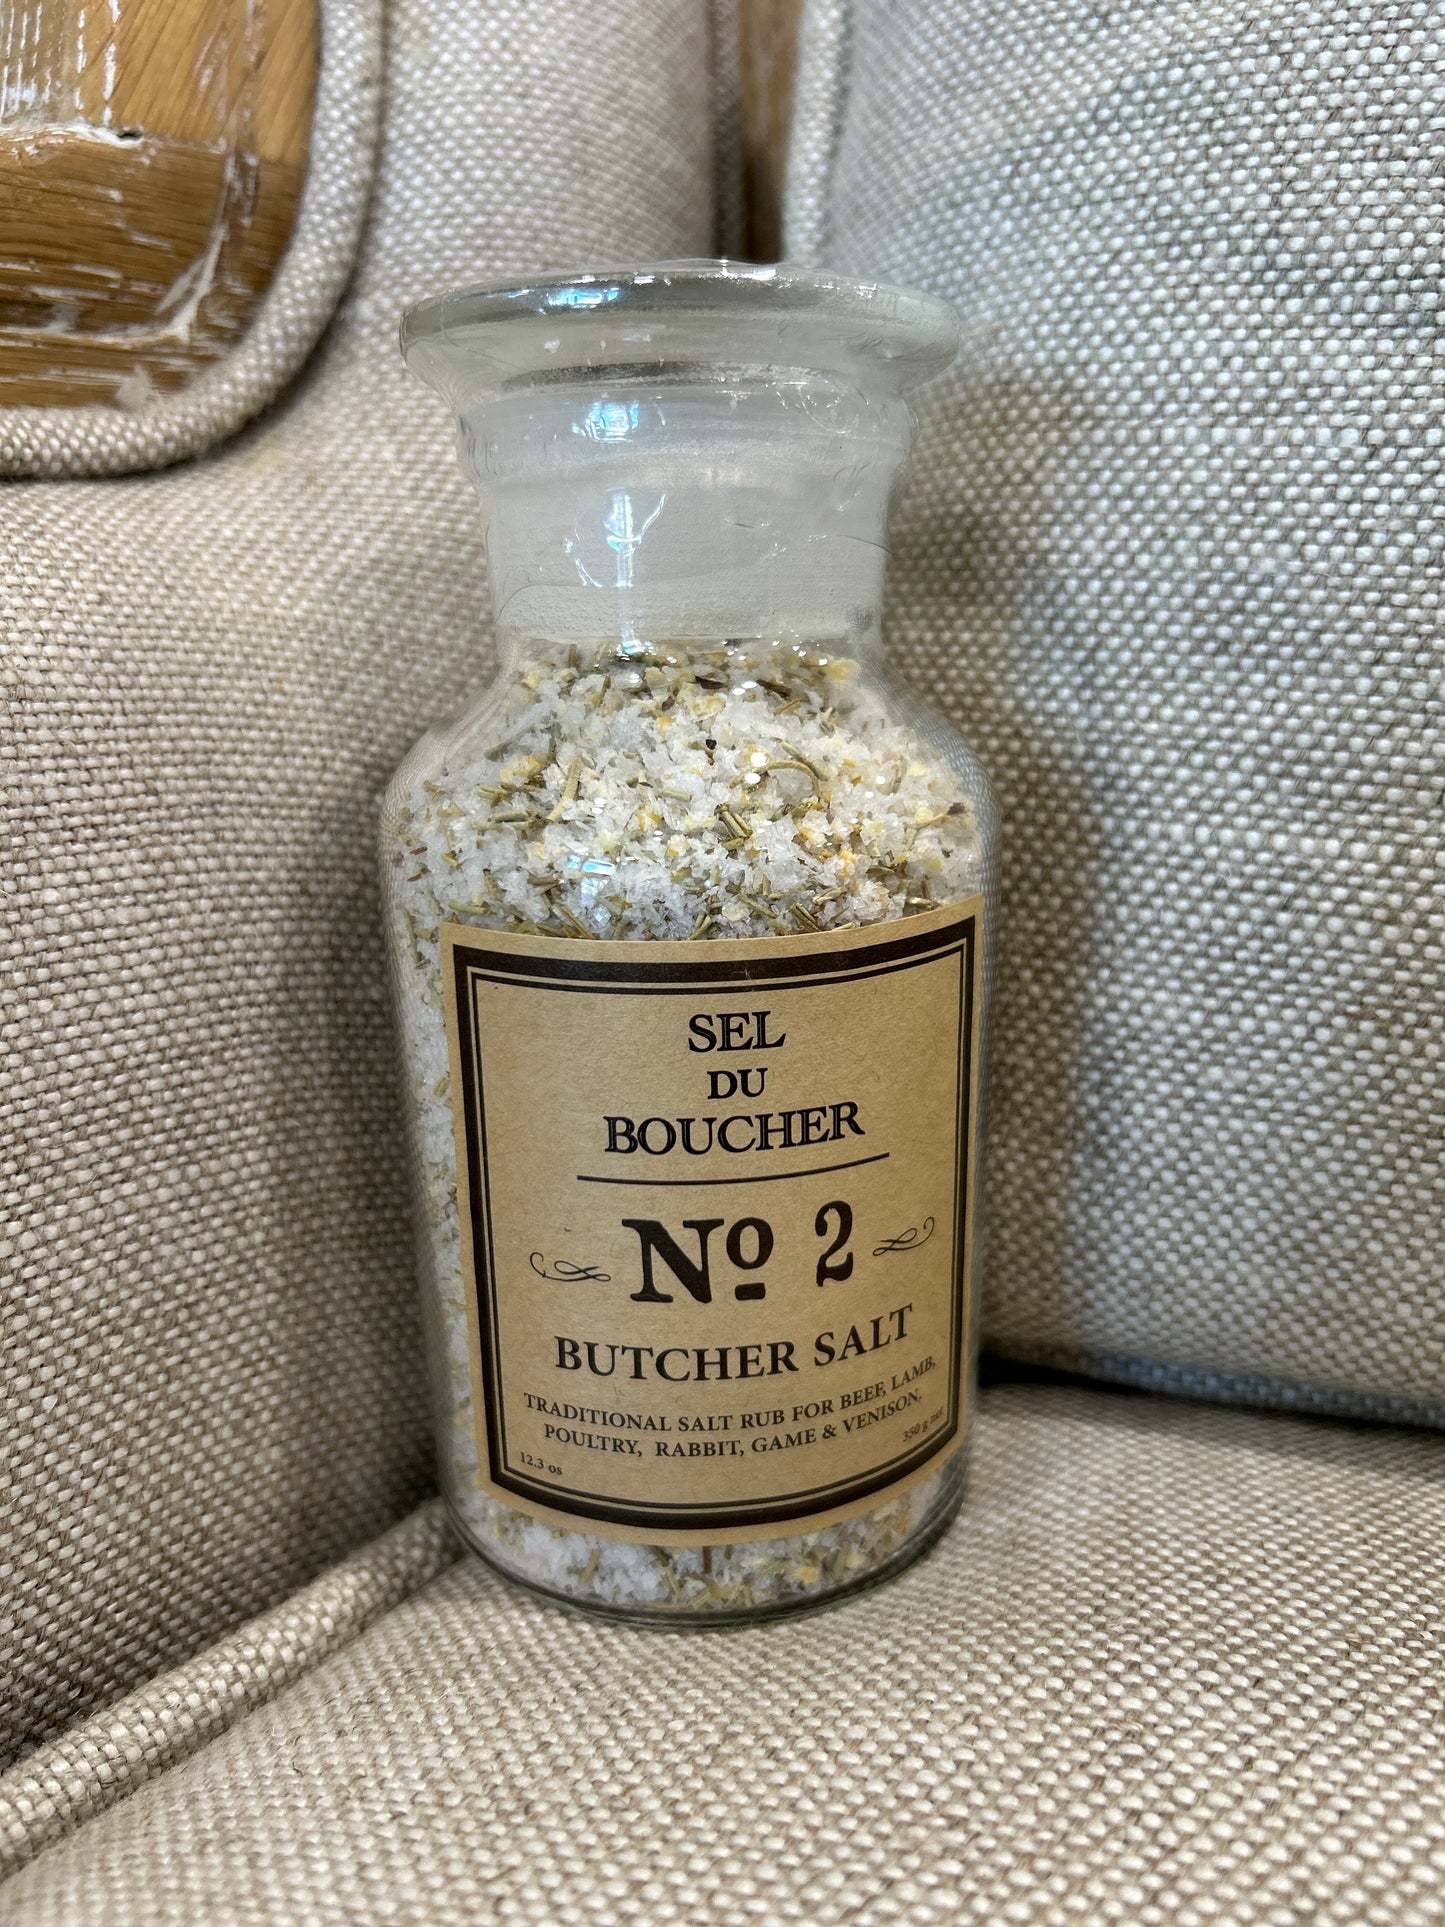 SEL
DU
BOUCHER
Nº 2
BUTCHER SALT
TRADITIONAL SALT RUB FOR BEEF, LAMB,
POULTRY, RABBIT, GAME & VENISON.
12.3 os
350 g net